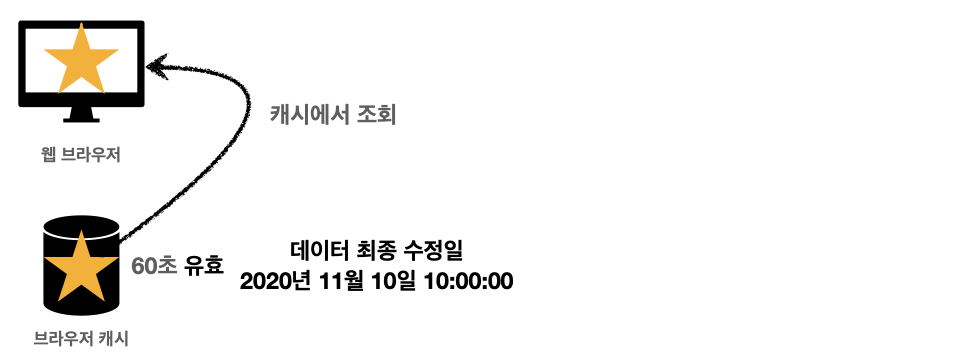 캐시에서 조회
웹 브라우저
데이터 최종 수정일
60초 유효
2020년 11월 10일 10:00:00
브라우저 캐시